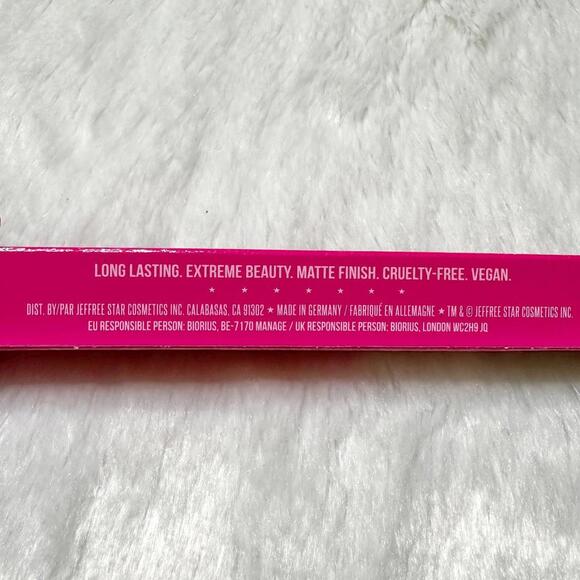 LONG LASTING. EXTREME BEAUTY. MATTE FINISH. CRUELTY-FREE. VEGAN.
★ ★ ★ ★ ★ ★ ★
DIST. BY/PAR JEFFREE STAR COSMETICS INC. CALABASAS, CA 91302 ★ MADE IN GERMANY / FABRIQUÉ EN ALLEMAGNE ★ TM & © JEFFREE STAR COSMETICS INC.
EU RESPONSIBLE PERSON: BIORIUS, BE-7170 MANAGE / UK RESPONSIBLE PERSON: BIORIUS, LONDON WC2H9 JQ